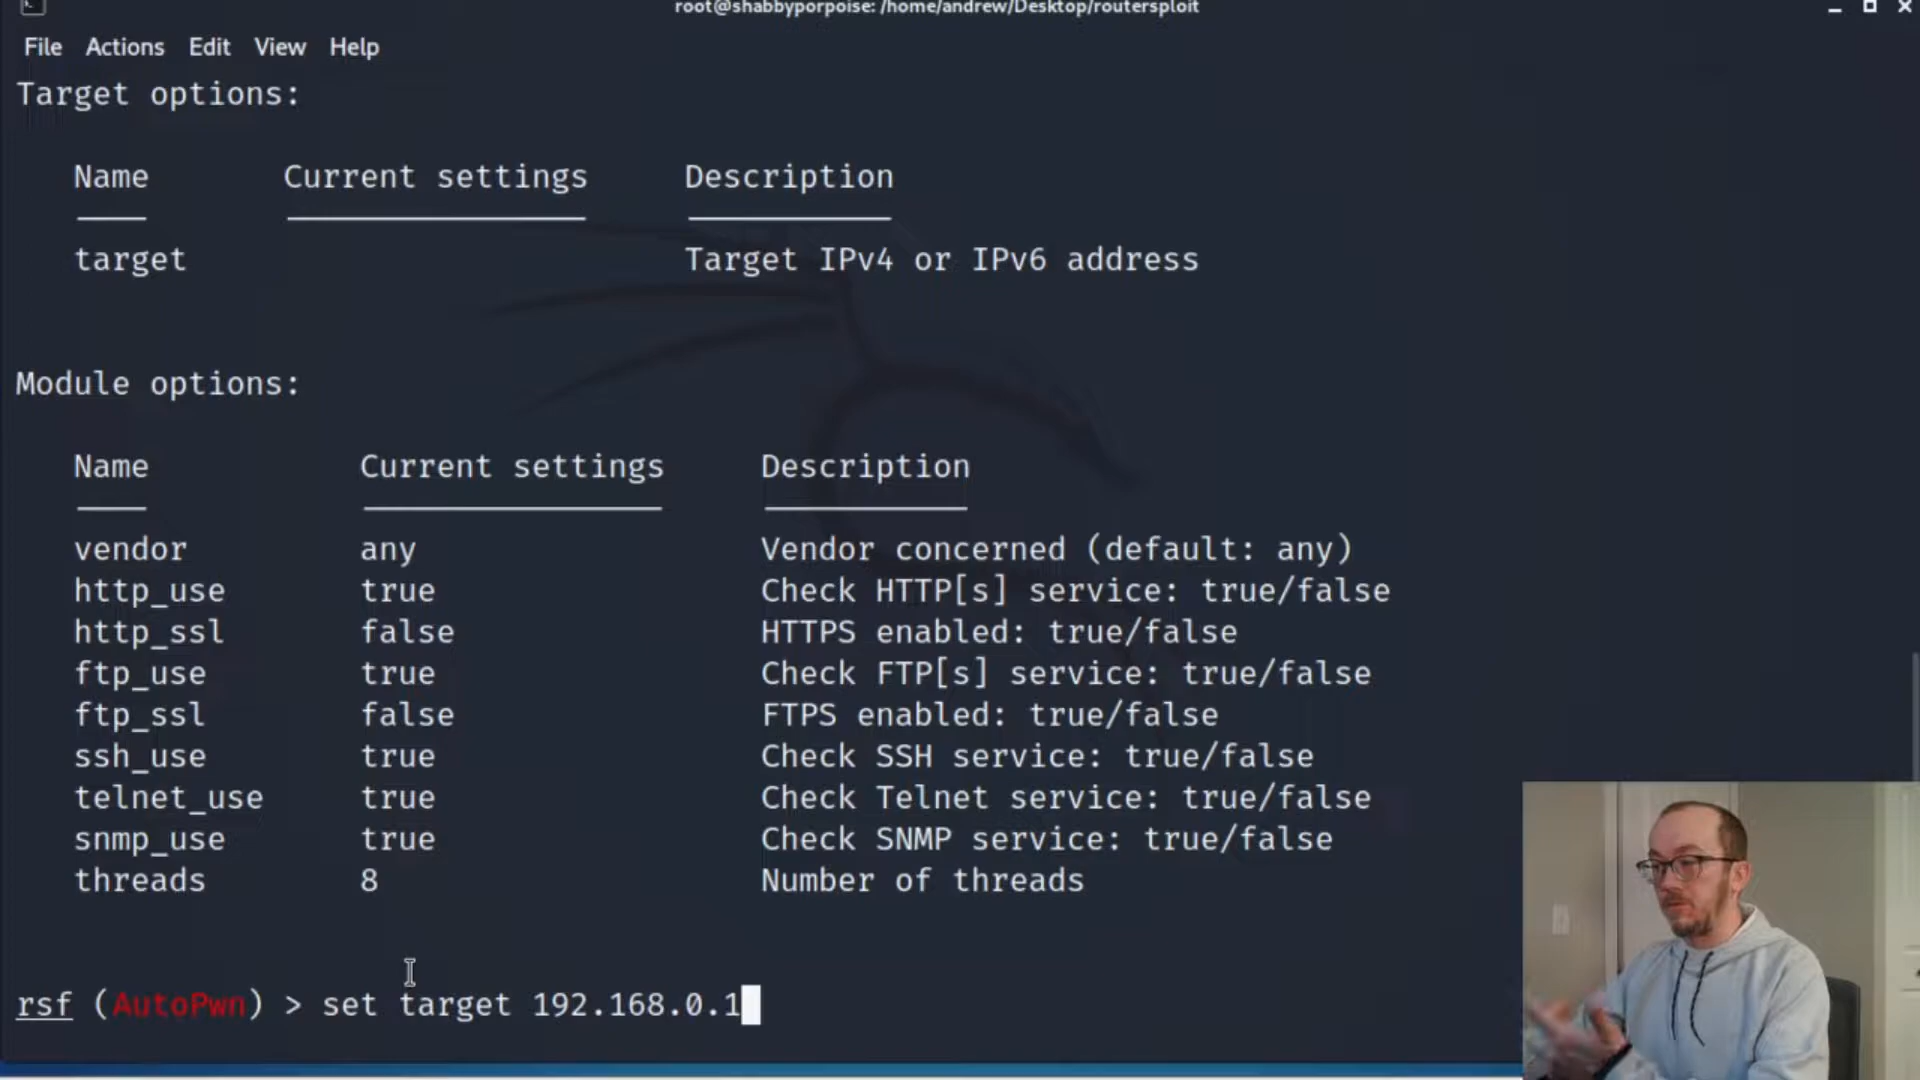 root@shabbyporpoise: /home/andrew/Desktop/routersploit
File Actions Edit View Help
Target options:
Name Current settings Description
target Target IPv4 or IPv6 address
Module options:
Name Current settings Description
vendor any Vendor concerned (default: any)
http_use true Check HTTP[s] service: true/false
http_ssl false HTTPS enabled: true/false
ftp_use true Check FTP[s] service: true/false
ftp_ssl false FTPS enabled: true/false
ssh_use true Check SSH service: true/false
telnet_use true Check Telnet service: true/false
snmp_use true Check SNMP service: true/false
threads 8 Number of threads
rsf (AutoPwn) > set target 192.168.0.1